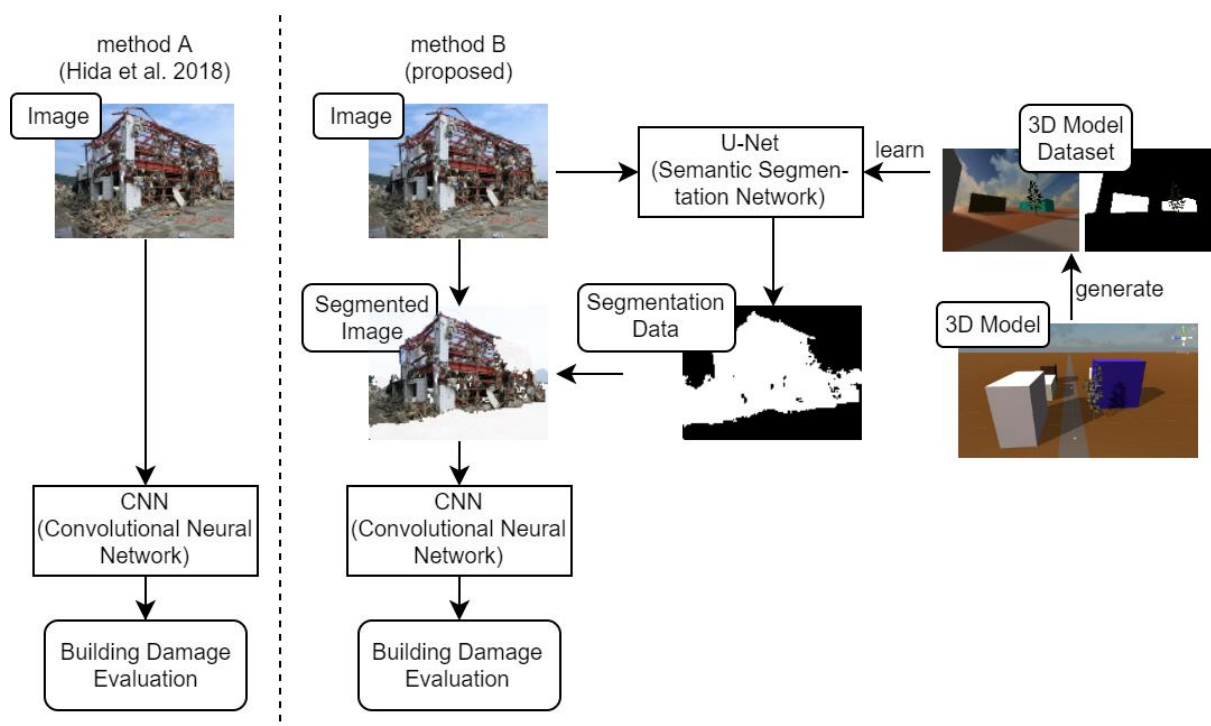 method A
(Hida et al. 2018)
Image
CNN
(Convolutional Neural
Network)
Building Damage
Evaluation
method B
(proposed)
Image
U-Net
(Semantic Segmen-
tation Network)
learn
3D Model
Dataset
generate
3D Model
Segmented
Image
Segmentation
Data
CNN
(Convolutional Neural
Network)
Building Damage
Evaluation